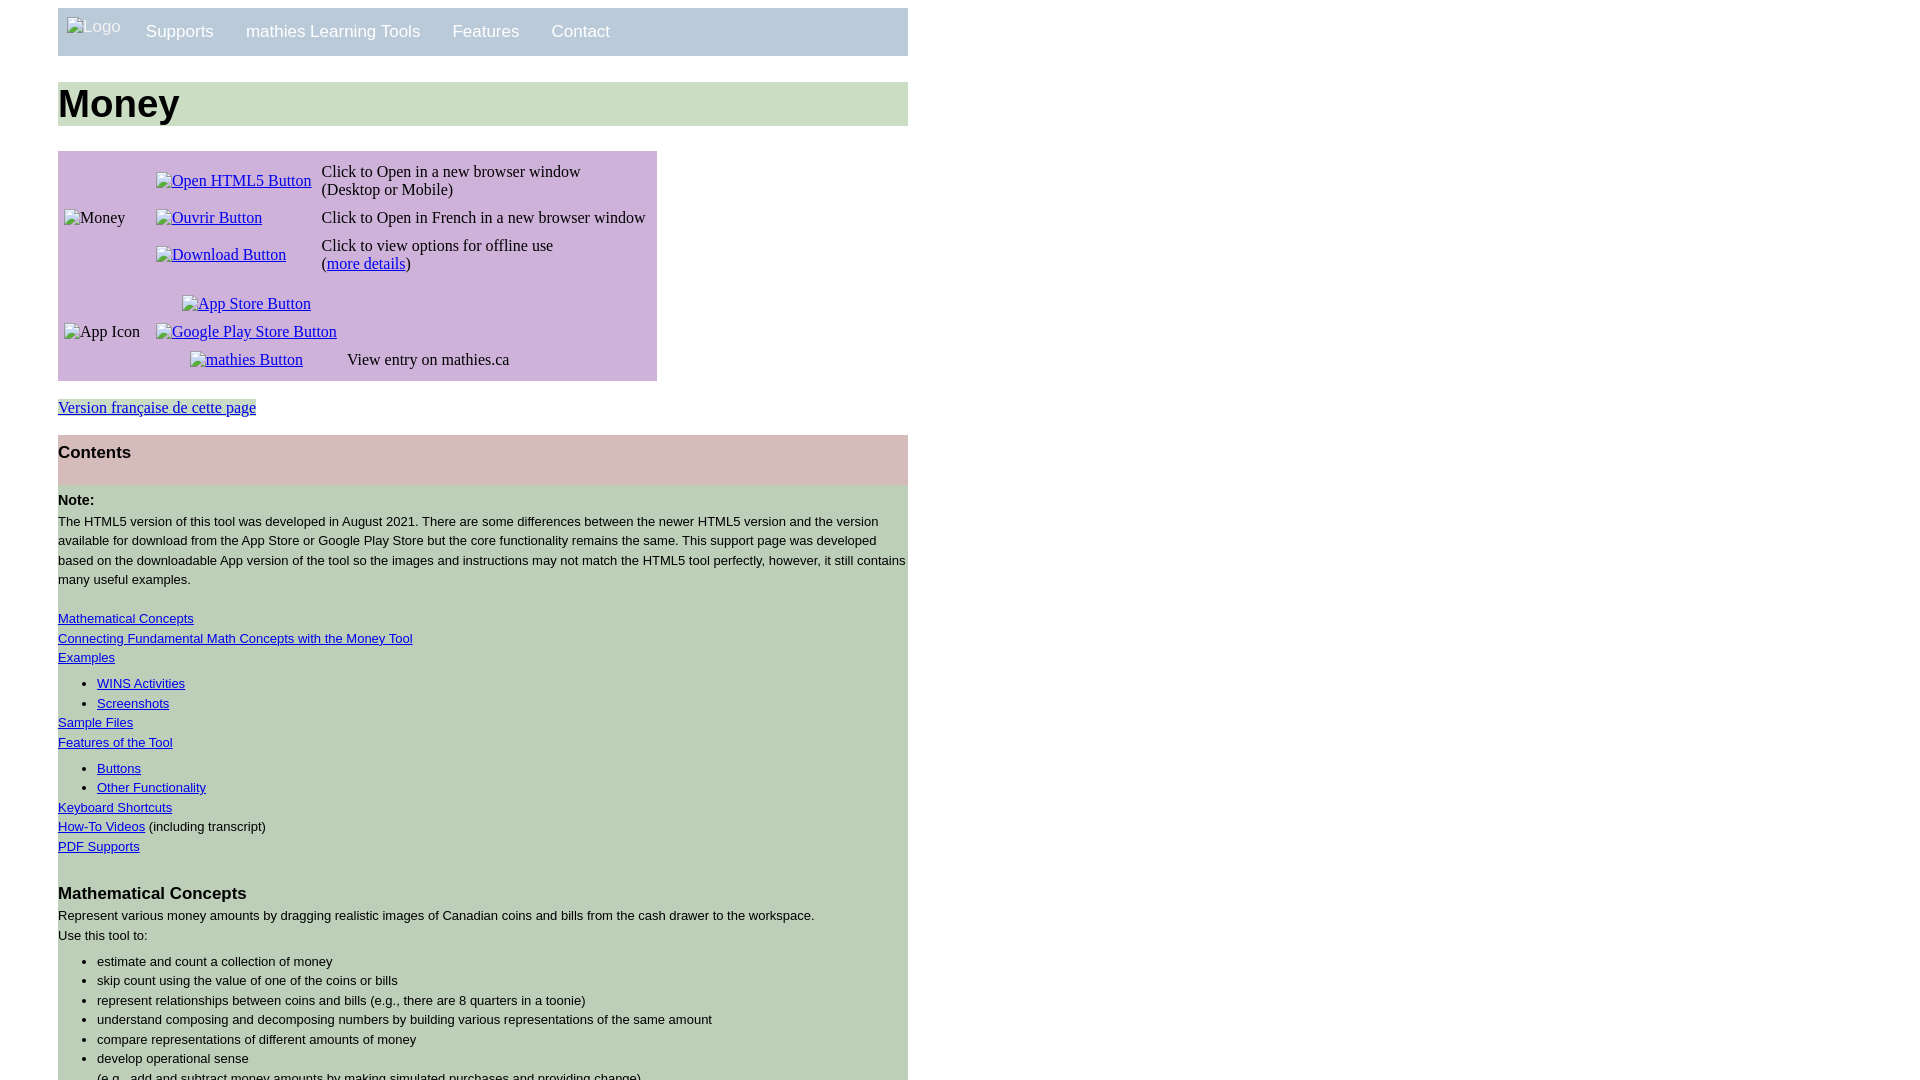 Logo Supports mathies Learning Tools Features Contact
Money
Open HTML5 Button Click to Open in a new browser window
(Desktop or Mobile)
Money Ouvrir Button Click to Open in French in a new browser window
Download Button Click to view options for offline use
(more details)
App Store Button
App Icon Google Play Store Button
mathies Button View entry on mathies.ca
Version française de cette page
Contents
Note:
The HTML5 version of this tool was developed in August 2021. There are some differences between the newer HTML5 version and the version
available for download from the App Store or Google Play Store but the core functionality remains the same. This support page was developed
based on the downloadable App version of the tool so the images and instructions may not match the HTML5 tool perfectly, however, it still contains
many useful examples.
Mathematical Concepts
Connecting Fundamental Math Concepts with the Money Tool
Examples
• WINS Activities
• Screenshots
Sample Files
Features of the Tool
• Buttons
• Other Functionality
Keyboard Shortcuts
How-To Videos (including transcript)
PDF Supports
Mathematical Concepts
Represent various money amounts by dragging realistic images of Canadian coins and bills from the cash drawer to the workspace.
Use this tool to:
• estimate and count a collection of money
• skip count using the value of one of the coins or bills
• represent relationships between coins and bills (e.g., there are 8 quarters in a toonie)
• understand composing and decomposing numbers by building various representations of the same amount
• compare representations of different amounts of money
• develop operational sense
(e.g., add and subtract money amounts by making simulated purchases and providing change)